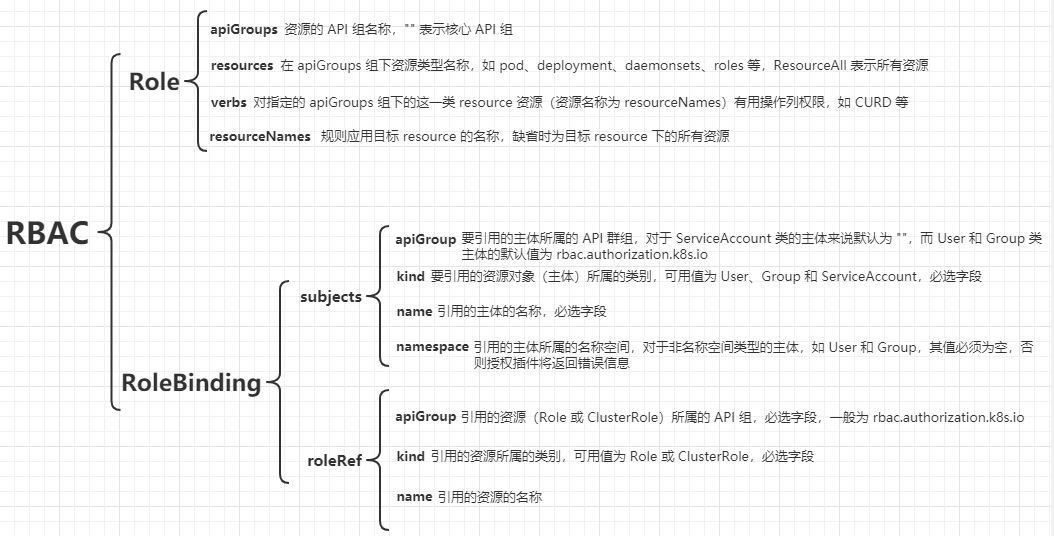 RBAC
Role
apiGroups 资源的 API 组名称，"" 表示核心 API 组
resources 在 apiGroups 组下资源类型名称，如 pod、deployment、daemonsets、roles 等，ResourceAll 表示所有资源
verbs 对指定的 apiGroups 组下的这一类 resource 资源（资源名称为 resourceNames）有用操作列权限，如 CURD 等
resourceNames 规则应用目标 resource 的名称，缺省时为目标 resource 下的所有资源
RoleBinding
subjects
apiGroup 要引用的主体所属的 API 群组，对于 ServiceAccount 类的主体来说默认为 ""，而 User 和 Group 类
主体的默认值为 rbac.authorization.k8s.io
kind 要引用的资源对象（主体）所属的类别，可用值为 User、Group 和 ServiceAccount，必选字段
name 引用的主体的名称，必选字段
namespace 引用的主体所属的名称空间，对于非名称空间类型的主体，如 User 和 Group，其值必须为空，否
则授权插件将返回错误信息
roleRef
apiGroup 引用的资源（Role 或 ClusterRole）所属的 API 组，必选字段，一般为 rbac.authorization.k8s.io
kind 引用的资源所属的类别，可用值为 Role 或 ClusterRole，必选字段
name 引用的资源的名称